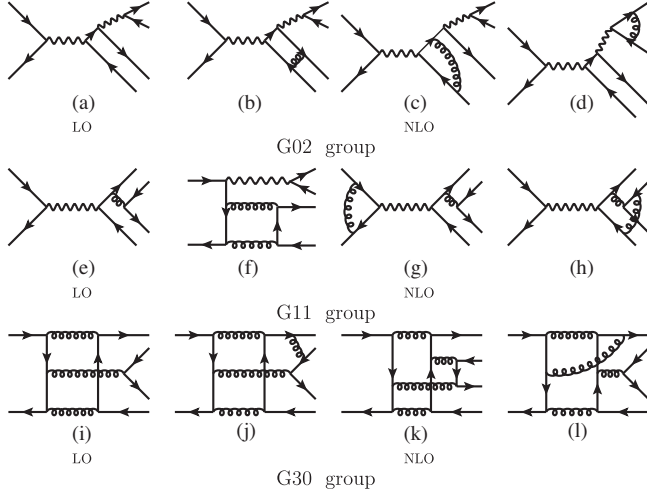 (a) (b) (c) (d)
LO NLO
G02 group
(e) (f) (g) (h)
LO NLO
G11 group
(i) (j) (k) (l)
LO NLO
G30 group